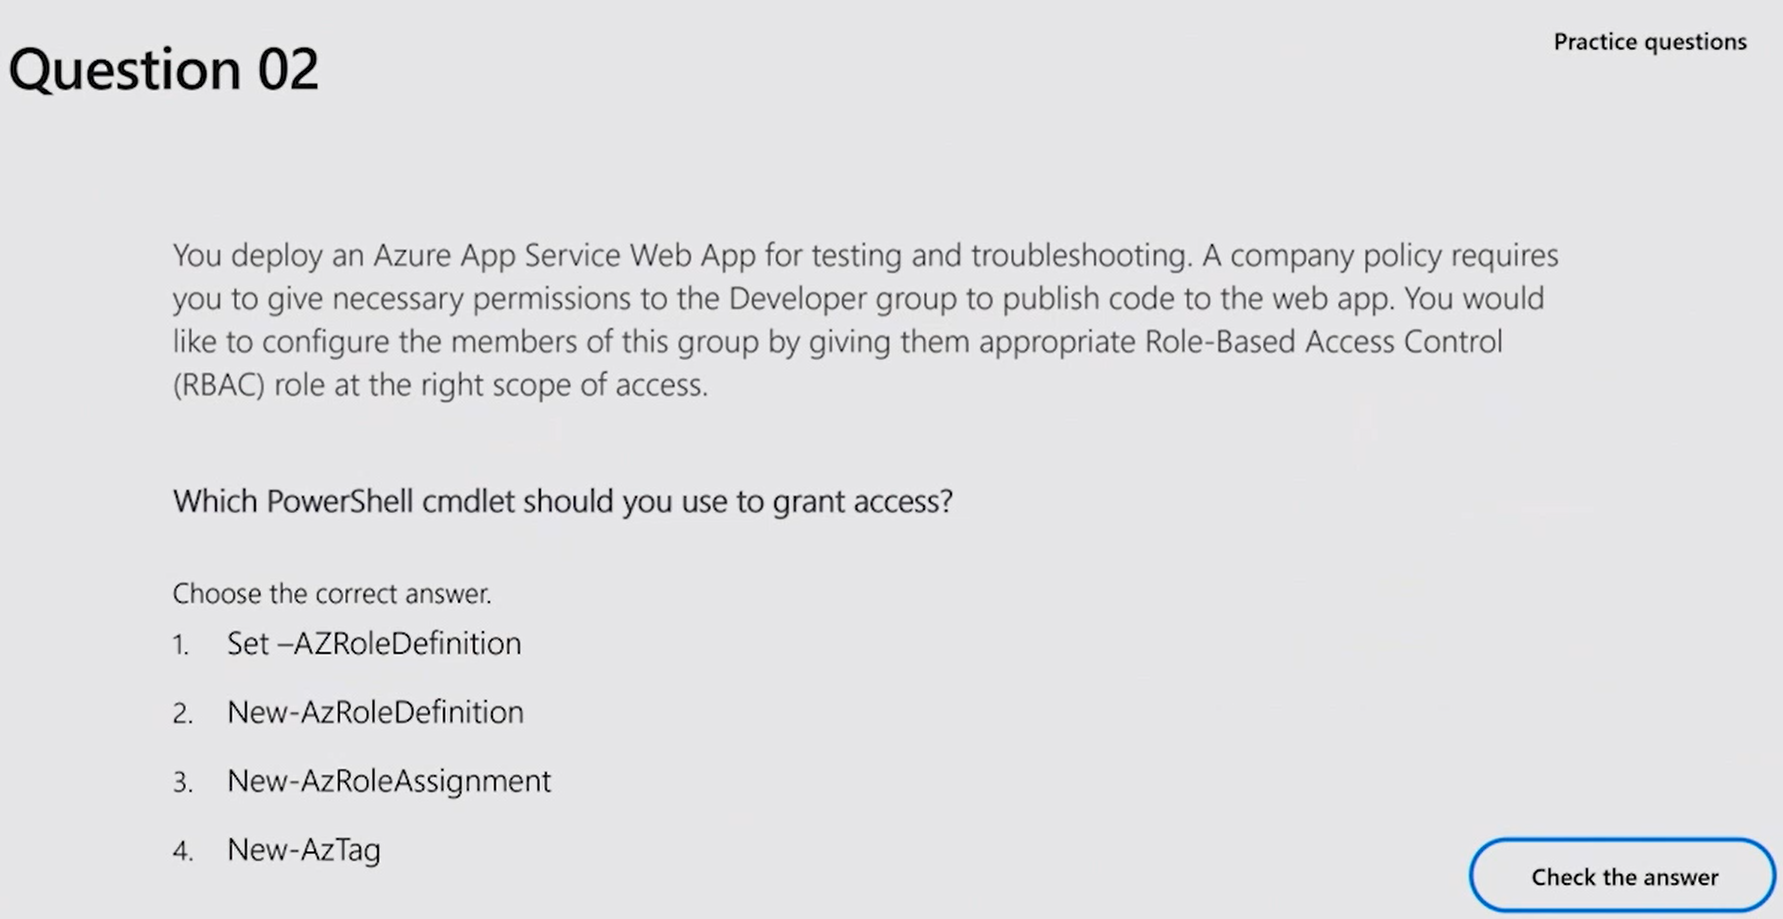 Practice questions
Question 02
You deploy an Azure App Service Web App for testing and troubleshooting. A company policy requires
you to give necessary permissions to the Developer group to publish code to the web app. You would
like to configure the members of this group by giving them appropriate Role-Based Access Control
(RBAC) role at the right scope of access.
Which PowerShell cmdlet should you use to grant access?
Choose the correct answer.
1. Set –AZRoleDefinition
2. New-AzRoleDefinition
3. New-AzRoleAssignment
4. New-AzTag
Check the answer